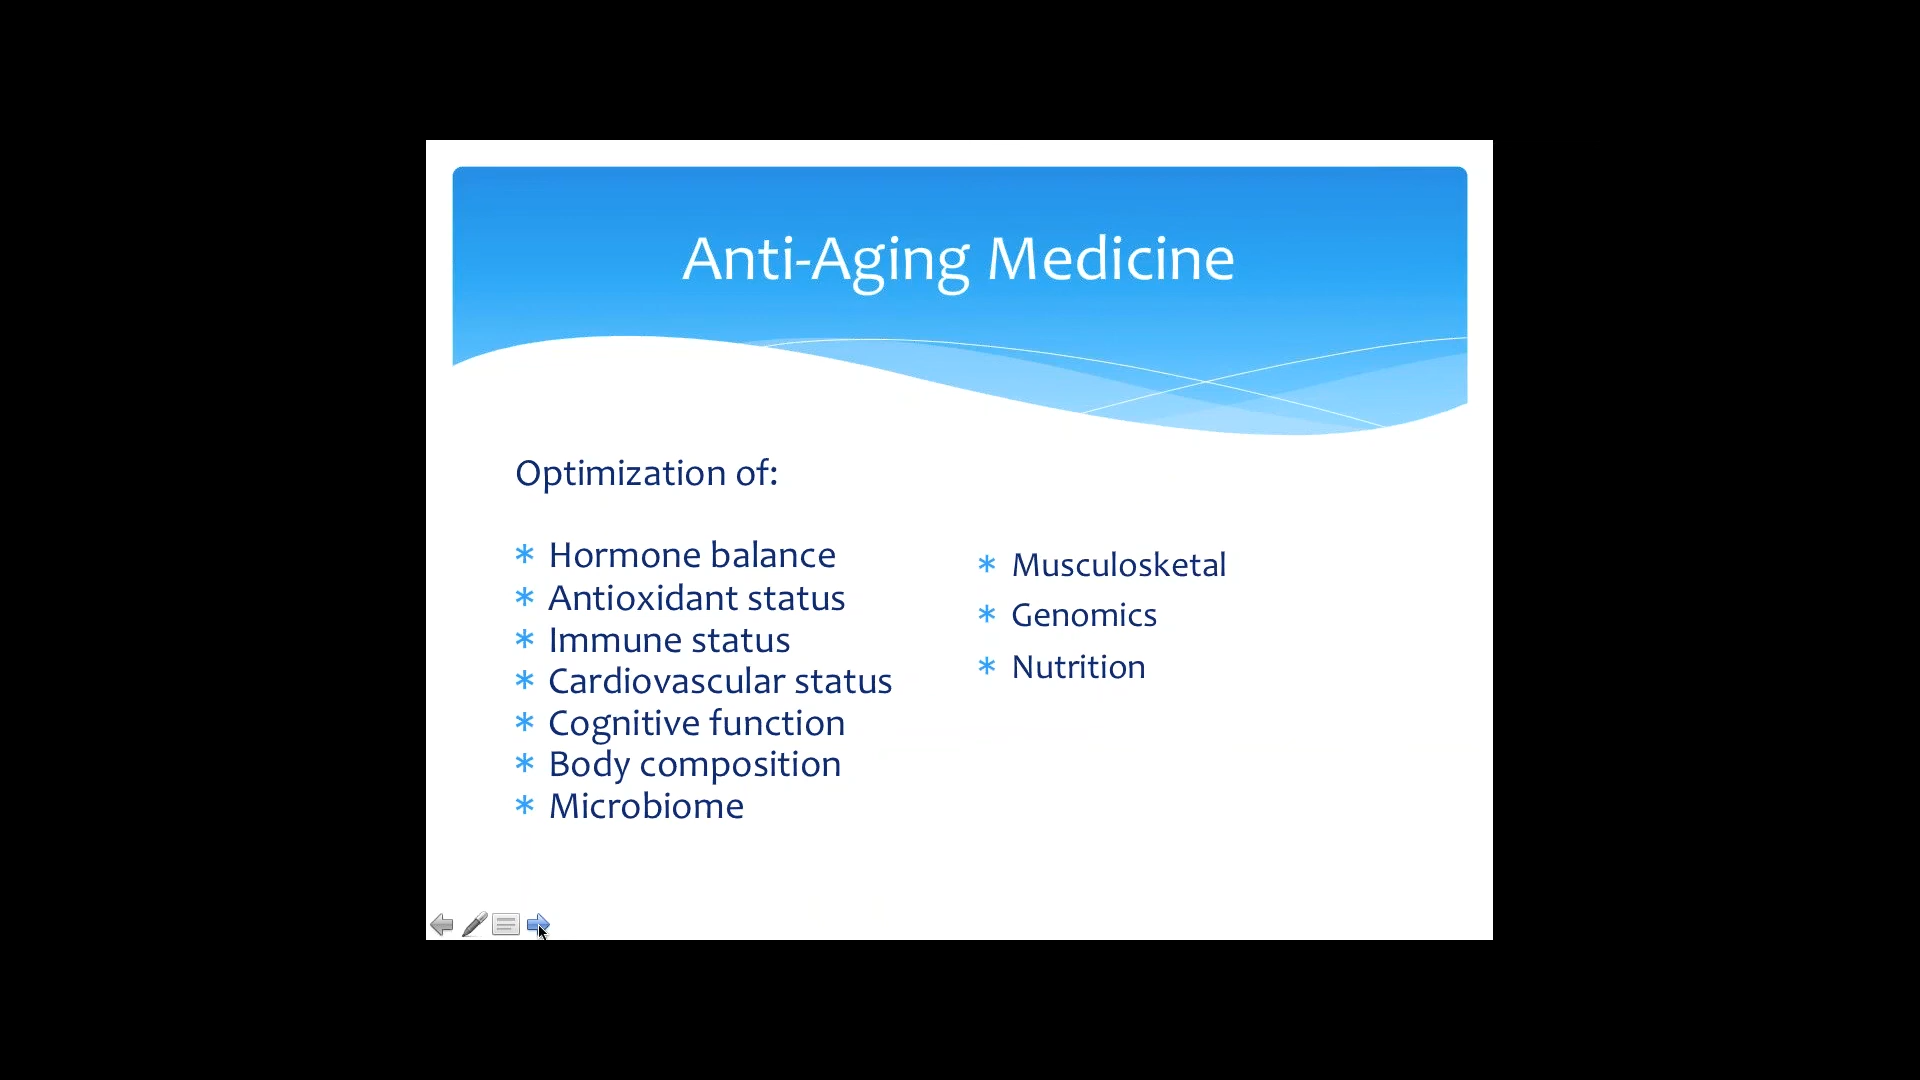 Anti-Aging Medicine
Optimization of:
* Hormone balance
* Antioxidant status
* Immune status
* Cardiovascular status
* Cognitive function
* Body composition
* Microbiome
* Musculosketal
* Genomics
* Nutrition